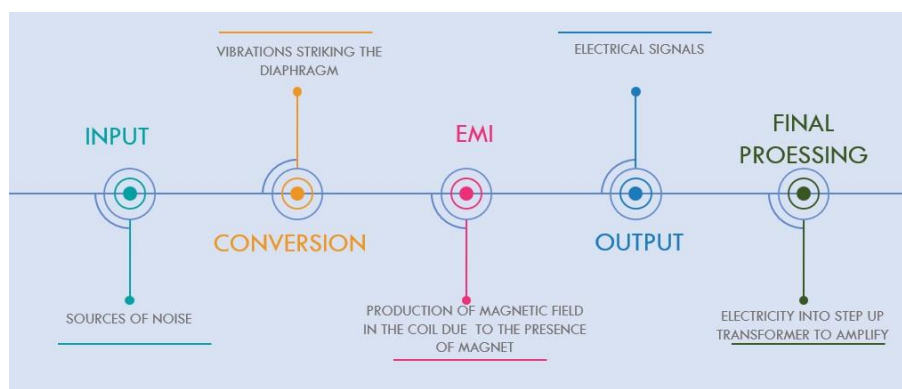 INPUT
SOURCES OF NOISE
VIBRATIONS STRIKING THE
DIAPHRAGM
CONVERSION
EMI
PRODUCTION OF MAGNETIC FIELD
IN THE COIL DUE TO THE PRESENCE
OF MAGNET
ELECTRICAL SIGNALS
OUTPUT
FINAL
PROESSING
ELECTRICITY INTO STEP UP
TRANSFORMER TO AMPLIFY